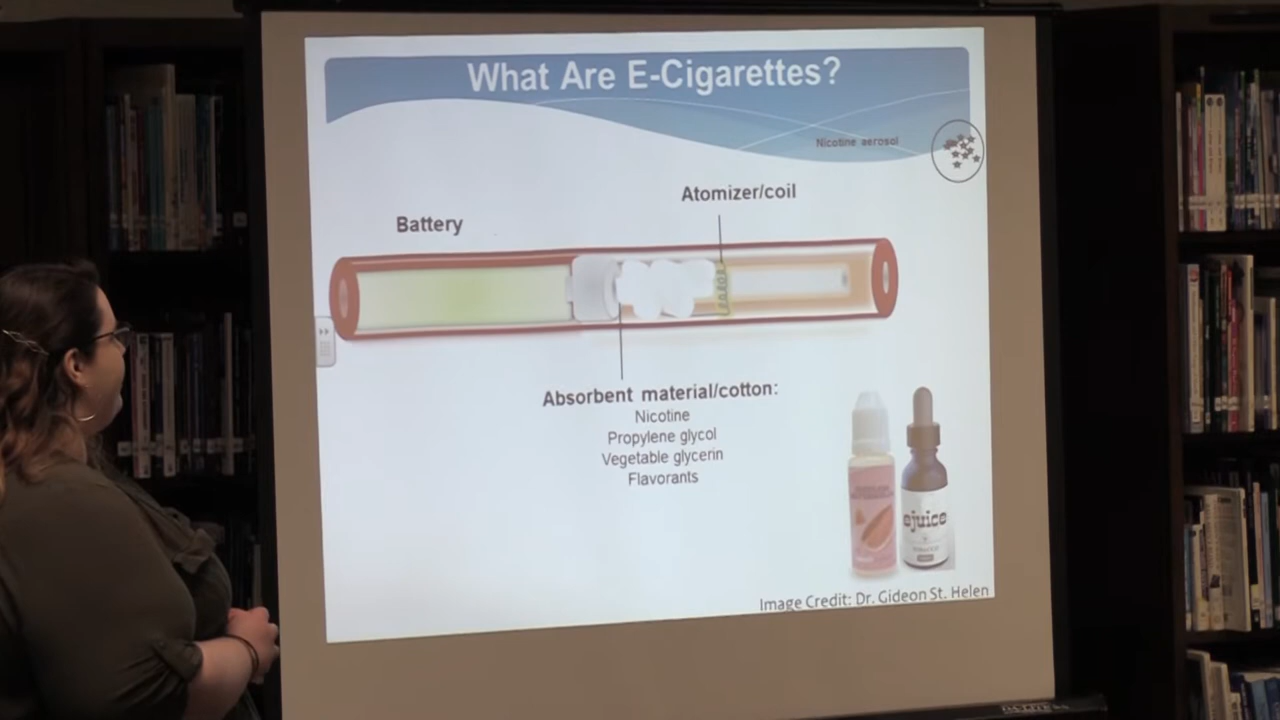 What Are E-Cigarettes?
Nicotine aerosol
Atomizer/coil
Battery
Absorbent material/cotton:
Nicotine
Propylene glycol
Vegetable glycerin
Flavorants
ejuice
Image Credit: Dr. Gideon St. Helen